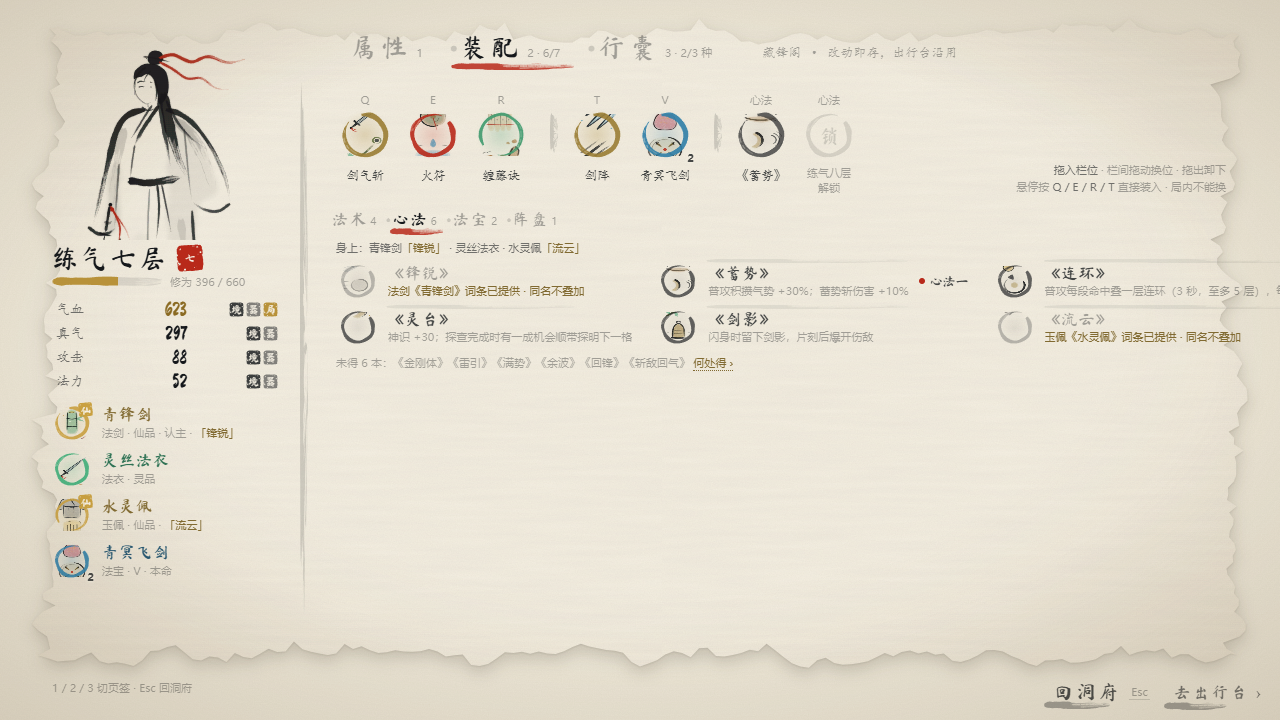 属性 1 · 装配 2 · 6/7 · 行囊 3 · 2/3 种 藏锋阁 · 改动即存，出行台沿用
Q E R T V 心法 心法
锁
2
剑气斩 火符 缠藤诀 剑降 青冥飞剑 《蓄势》 练气八层
解锁
拖入栏位 · 栏间拖动换位 · 拖出卸下
悬停按 Q / E / R / T 直接装入 · 局内不能换
法术 4 · 心法 6 · 法宝 2 · 阵盘 1
身上：青锋剑「锋锐」 · 灵丝法衣 · 水灵佩「流云」
《锋锐》
法剑《青锋剑》词条已提供 · 同名不叠加
《蓄势》
普攻积攒气势 +30%；蓄势斩伤害 +10%
心法一
《连环》
普攻每段命中叠一层连环（3 秒，至多 5 层），
《灵台》
神识 +30；探查完成时有一成机会顺带探明下一格
《剑影》
闪身时留下剑影，片刻后爆开伤敌
《流云》
玉佩《水灵佩》词条已提供 · 同名不叠加
未得 6 本：《金刚体》《雷引》《满势》《余波》《回锋》《斩敌回气》 何处得 ›
练气七层 七
修为 396 / 660
气血 623 境 器 局
真气 297 境 器
攻击 88 境 器
法力 52 境 器
仙
青锋剑
法剑 · 仙品 · 认主 · 「锋锐」
灵丝法衣
法衣 · 灵品
仙
水灵佩
玉佩 · 仙品 · 「流云」
青冥飞剑
2
法宝 · V · 本命
1 / 2 / 3 切页签 · Esc 回洞府
回洞府 Esc 去出行台 ›